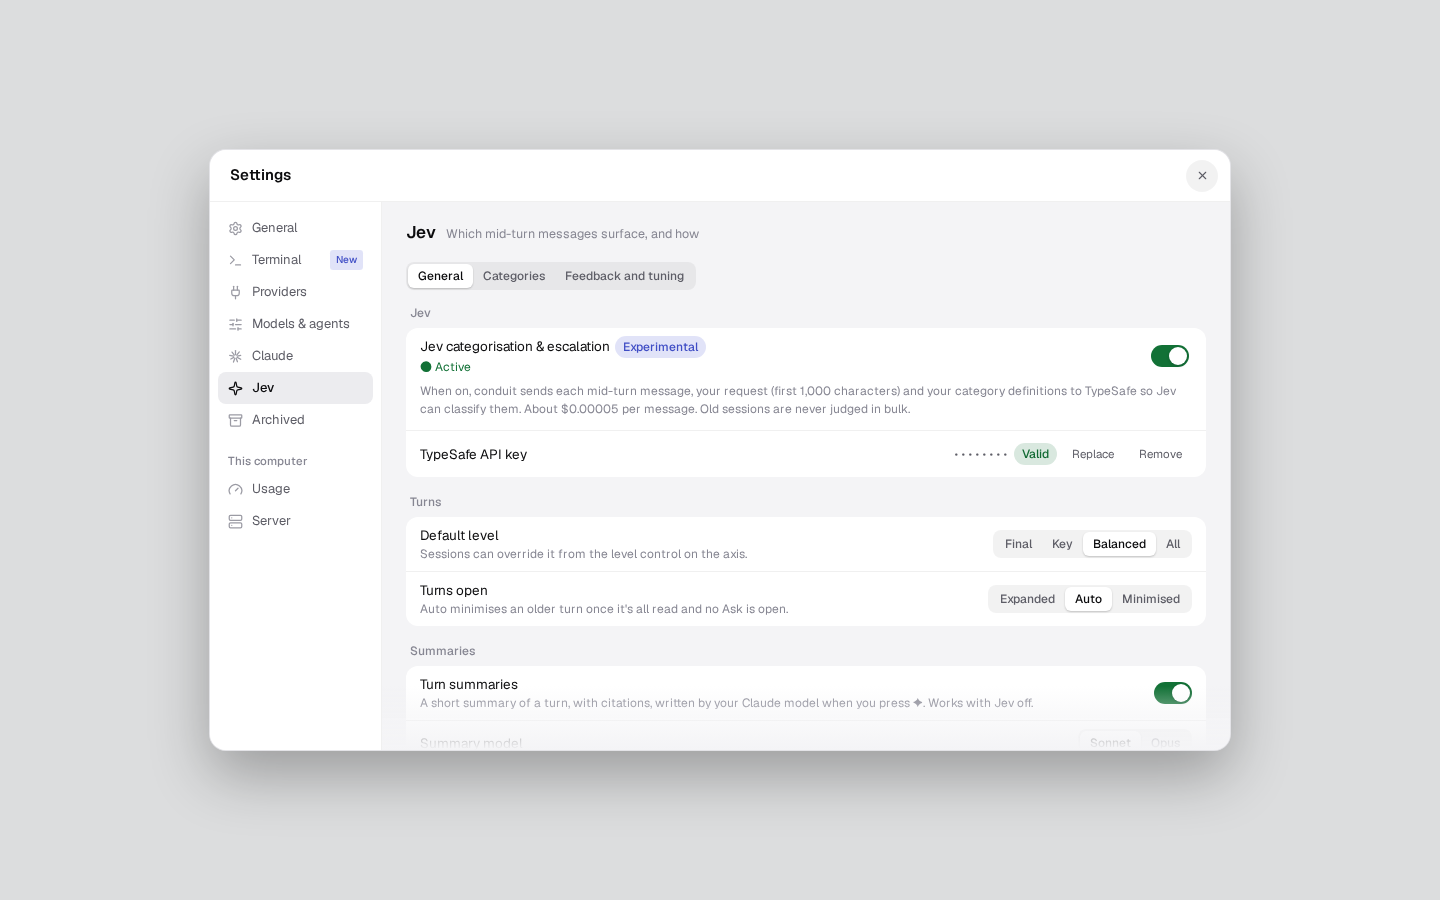 Settings
General
Terminal New
Providers
Models & agents
Claude
Jev
Archived
This computer
Usage
Server
Jev Which mid-turn messages surface, and how
General Categories Feedback and tuning
Jev
Jev categorisation & escalation Experimental
Active
When on, conduit sends each mid-turn message, your request (first 1,000 characters) and your category definitions to TypeSafe so Jev
can classify them. About $0.00005 per message. Old sessions are never judged in bulk.
TypeSafe API key •••••••• Valid Replace Remove
Turns
Default level
Sessions can override it from the level control on the axis.
Final Key Balanced All
Turns open
Auto minimises an older turn once it's all read and no Ask is open.
Expanded Auto Minimised
Summaries
Turn summaries
A short summary of a turn, with citations, written by your Claude model when you press ✦. Works with Jev off.
Summary model Sonnet Opus